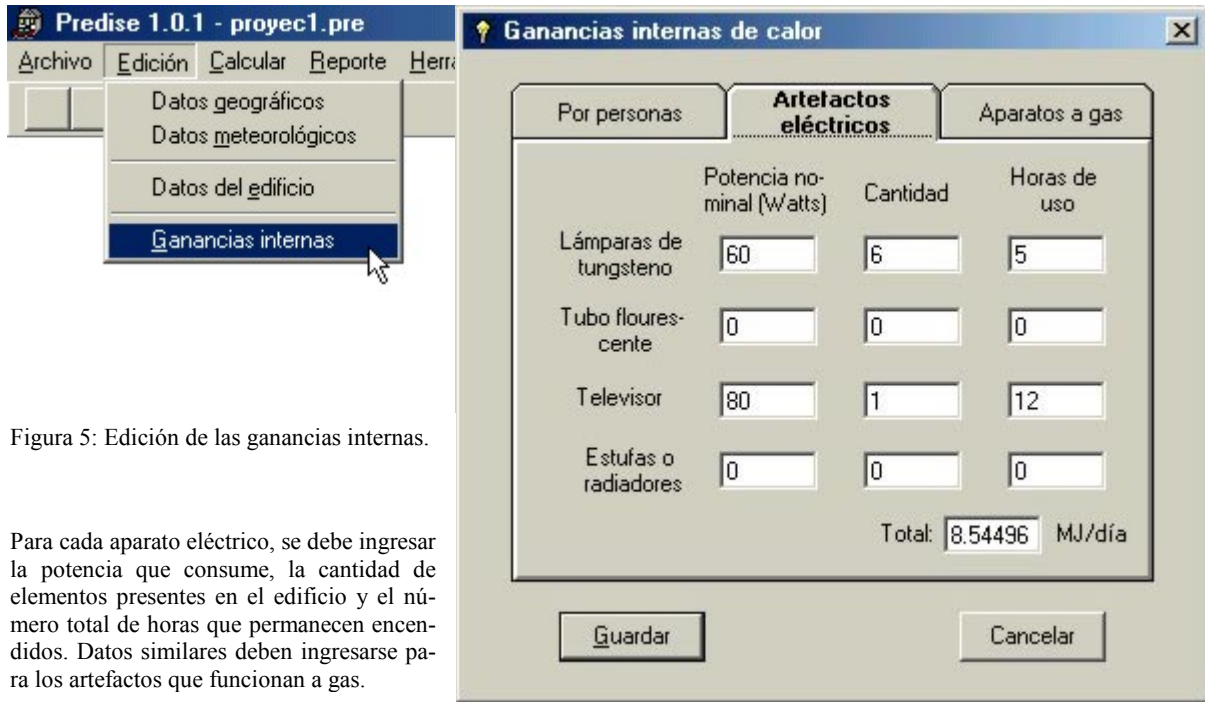 Predise 1.0.1 - proyec1.pre
Archivo Edición Calcular Reporte Herra
Datos geográficos
Datos meteorológicos
Datos del edificio
Ganancias internas
Figura 5: Edición de las ganancias internas.
Para cada aparato eléctrico, se debe ingresar
la potencia que consume, la cantidad de
elementos presentes en el edificio y el nú-
mero total de horas que permanecen encen-
didos. Datos similares deben ingresarse pa-
ra los artefactos que funcionan a gas.
Ganancias internas de calor
Por personas
Artefactos
eléctricos
Aparatos a gas
Potencia no-
minal (Watts)
Cantidad
Horas de
uso
Lámparas de
tungsteno
60 6 5
Tubo floures-
cente
0 0 0
Televisor 80 1 12
Estufas o
radiadores
0 0 0
Total: 8.54496 MJ/día
Guardar Cancelar